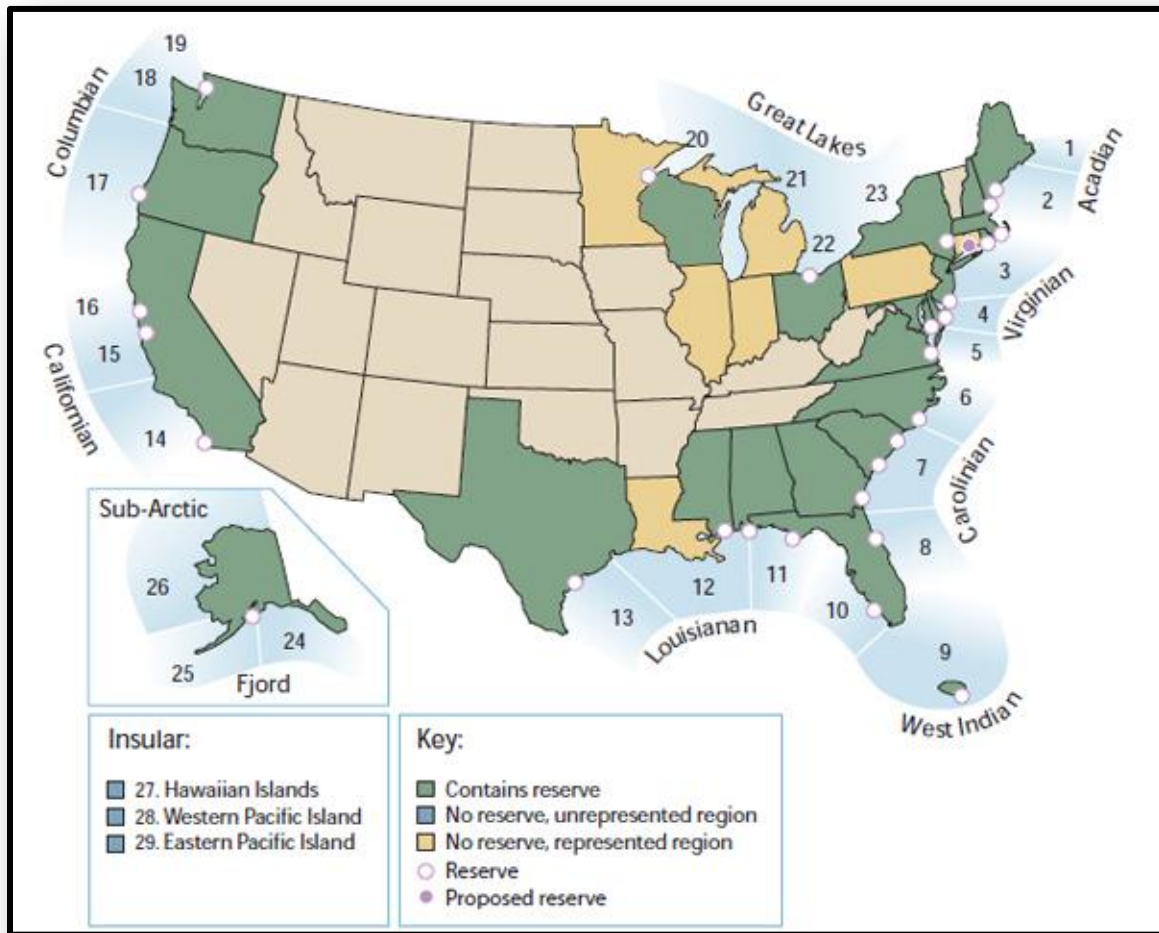 19
18
Columbian
17
16
15
Californian
14
20
Great Lakes
21
23
22
1
Acadian
2
3
4
Virginian
5
6
7
Carolinian
8
13
12
11
10
Louisianan
9
West Indian
Sub-Arctic
26
25
24
Fjord
Insular:
27. Hawaiian Islands
28. Western Pacific Island
29. Eastern Pacific Island
Key:
Contains reserve
No reserve, unrepresented region
No reserve, represented region
Reserve
Proposed reserve